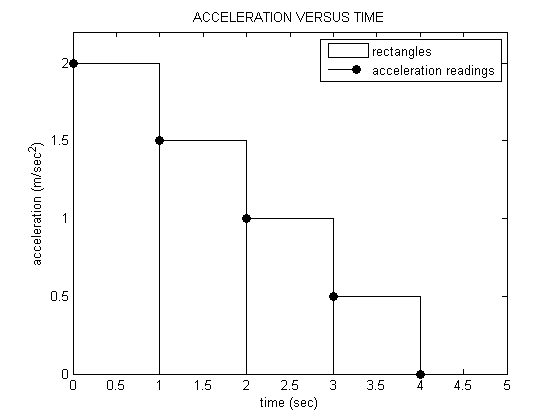 ACCELERATION VERSUS TIME
rectangles
acceleration readings
2
1.5
1
0.5
0
acceleration (m/sec²)
0 0.5 1 1.5 2 2.5 3 3.5 4 4.5 5
time (sec)